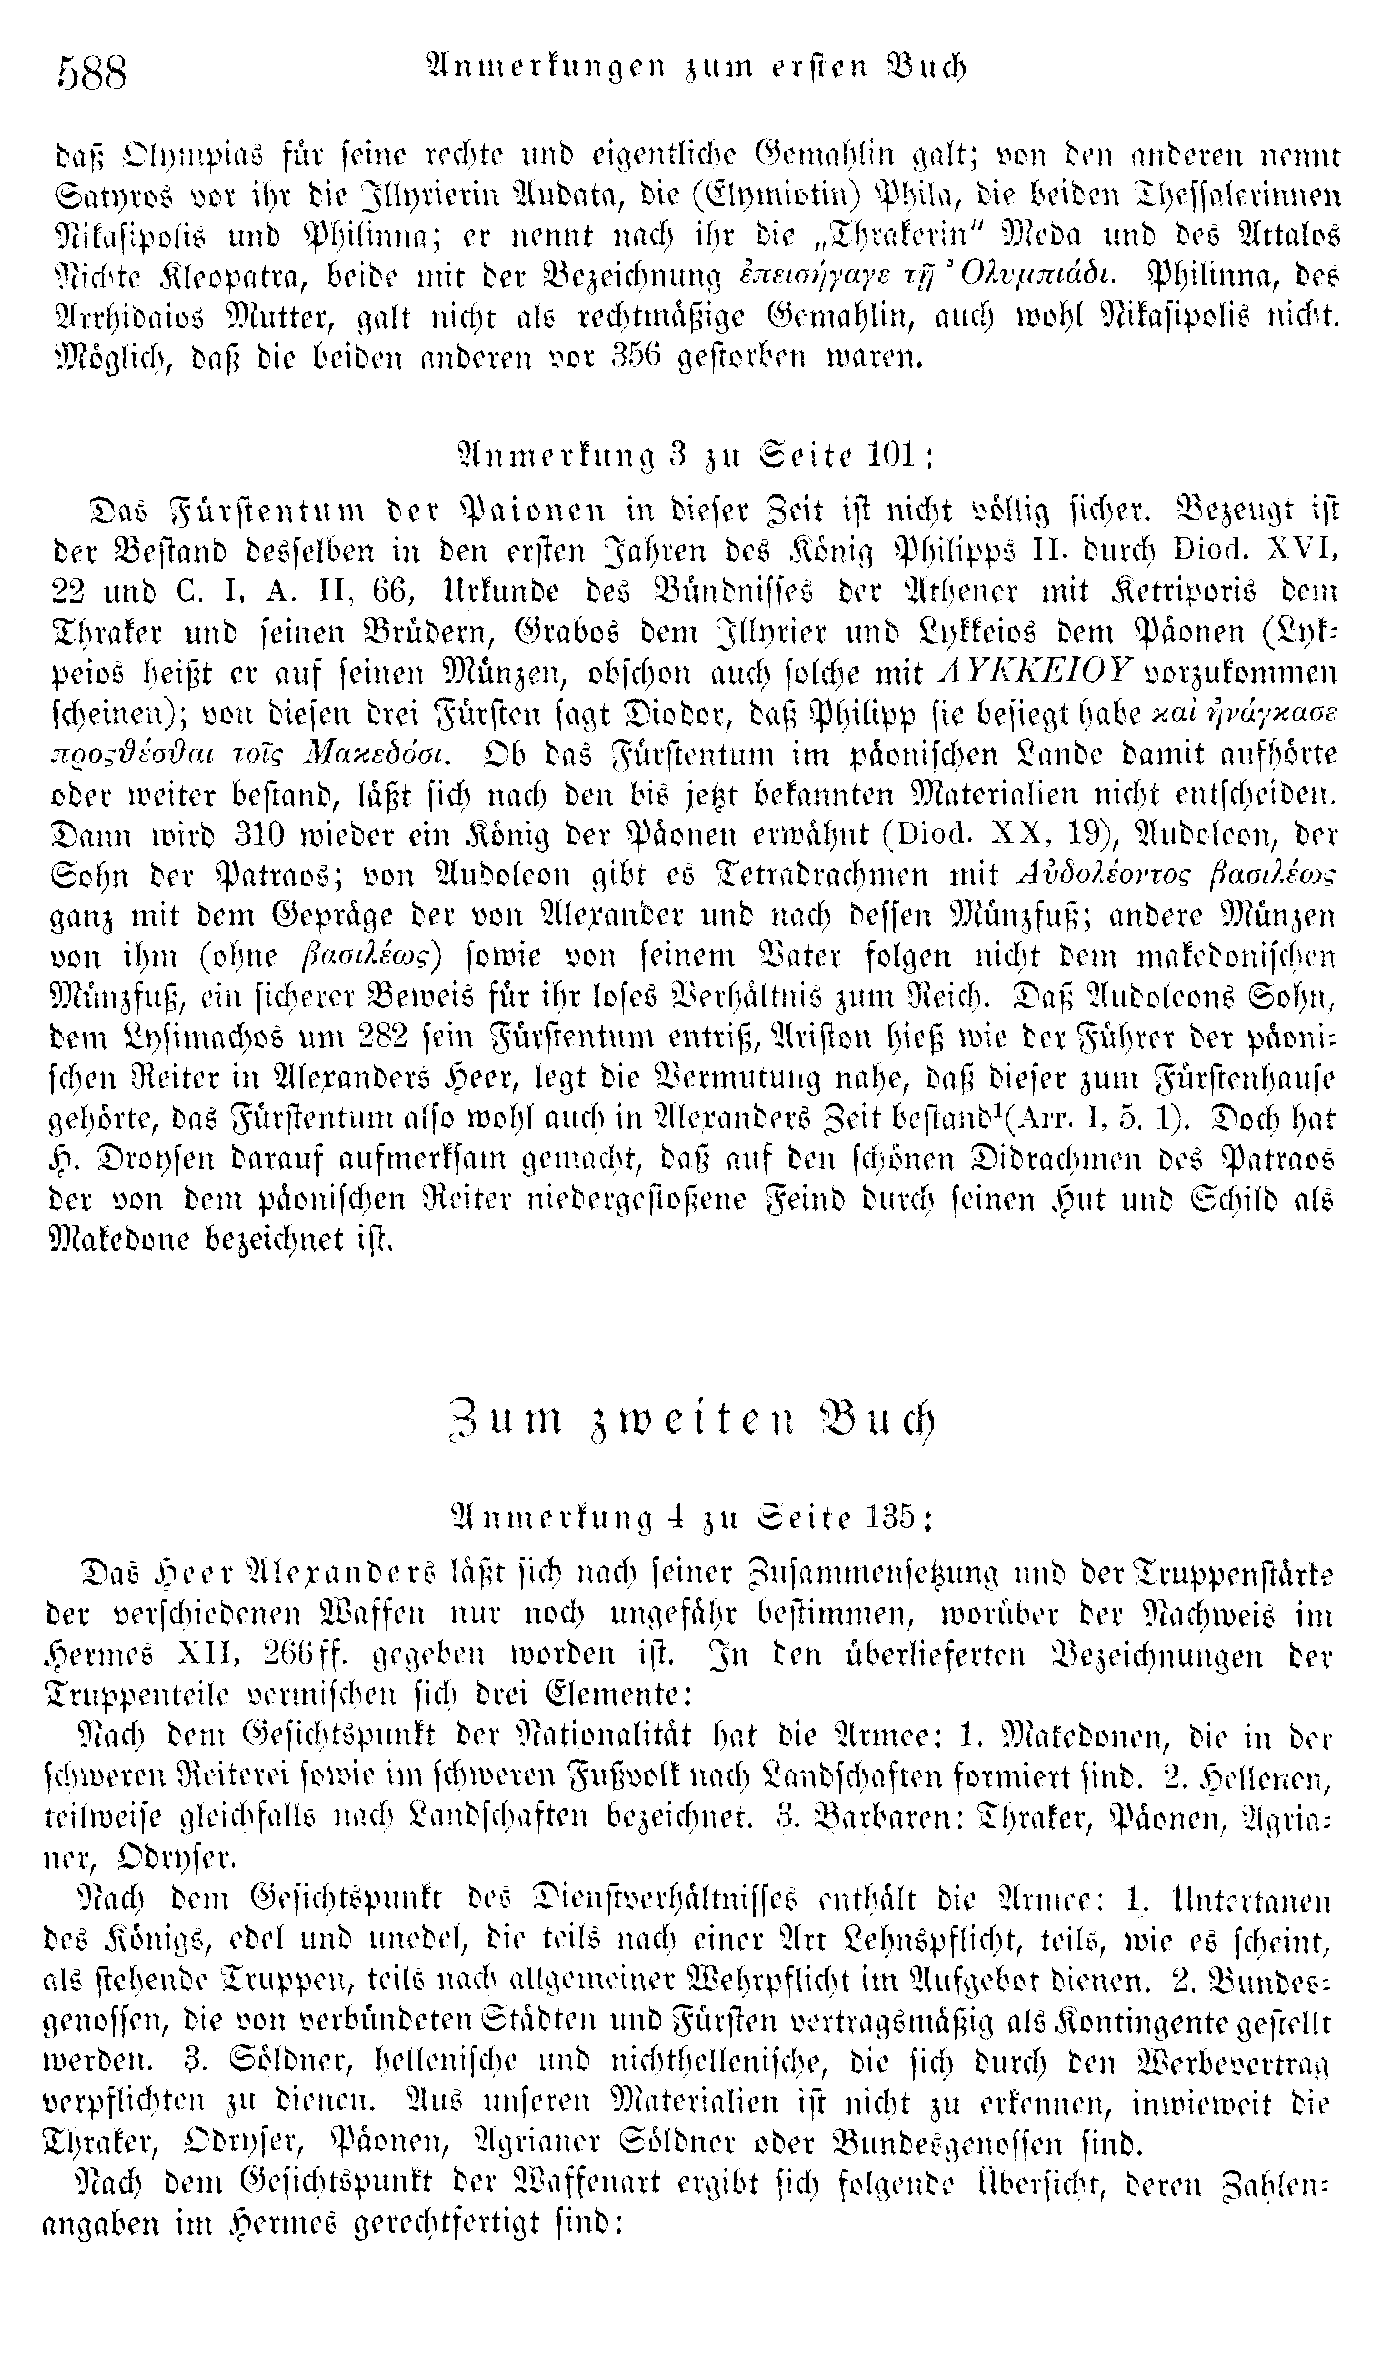 588 Anmerkungen zum ersten Buch
daß Olympias für seine rechte und eigentliche Gemahlin galt; von den anderen nennt
Satyros vor ihr die Illyrierin Audata, die (Elymiotin) Phila, die beiden Thessalerinnen
Nikasipolis und Philinna; er nennt nach ihr die „Thrakerin“ Meda und des Attalos
Nichte Kleopatra, beide mit der Bezeichnung ἐπεισήγαγε τῇ Ὀλυμπιάδι. Philinna, des
Arrhidaios Mutter, galt nicht als rechtmäßige Gemahlin, auch wohl Nikasipolis nicht.
Möglich, daß die beiden anderen vor 356 gestorben waren.
Anmerkung 3 zu Seite 101:
Das Fürstentum der Paionen in dieser Zeit ist nicht völlig sicher. Bezeugt ist
der Bestand desselben in den ersten Jahren des König Philipps II. durch Diod. XVI,
22 und C. I. A. II, 66, Urkunde des Bündnisses der Athener mit Ketriporis dem
Thraker und seinen Brüdern, Grabos dem Illyrier und Lykkeios dem Päonen (Lyk-
peios heißt er auf seinen Münzen, obschon auch solche mit ΛΥΚΚΕΙΟΥ vorzukommen
scheinen); von diesen drei Fürsten sagt Diodor, daß Philipp sie besiegt habe καὶ ἠνάγκασε
προςθέσθαι τοῖς Μακεδόσι. Ob das Fürstentum im päonischen Lande damit aufhörte
oder weiter bestand, läßt sich nach den bis jetzt bekannten Materialien nicht entscheiden.
Dann wird 310 wieder ein König der Päonen erwähnt (Diod. XX, 19), Audoleon, der
Sohn der Patraos; von Audoleon gibt es Tetradrachmen mit Αὐδολέοντος βασιλέως
ganz mit dem Gepräge der von Alexander und nach dessen Münzfuß; andere Münzen
von ihm (ohne βασιλέως) sowie von seinem Vater folgen nicht dem makedonischen
Münzfuß, ein sicherer Beweis für ihr loses Verhältnis zum Reich. Daß Audoleons Sohn,
dem Lysimachos um 282 sein Fürstentum entriß, Ariston hieß wie der Führer der päoni-
schen Reiter in Alexanders Heer, legt die Vermutung nahe, daß dieser zum Fürstenhause
gehörte, das Fürstentum also wohl auch in Alexanders Zeit bestand¹(Arr. I, 5. 1). Doch hat
H. Droysen darauf aufmerksam gemacht, daß auf den schönen Didrachmen des Patraos
der von dem päonischen Reiter niedergestoßene Feind durch seinen Hut und Schild als
Makedone bezeichnet ist.
Zum zweiten Buch
Anmerkung 4 zu Seite 135:
Das Heer Alexanders läßt sich nach seiner Zusammensetzung und der Truppenstärke
der verschiedenen Waffen nur noch ungefähr bestimmen, worüber der Nachweis im
Hermes XII, 266ff. gegeben worden ist. In den überlieferten Bezeichnungen der
Truppenteile vermischen sich drei Elemente:
Nach dem Gesichtspunkt der Nationalität hat die Armee: 1. Makedonen, die in der
schweren Reiterei sowie im schweren Fußvolk nach Landschaften formiert sind. 2. Hellenen,
teilweise gleichfalls nach Landschaften bezeichnet. 3. Barbaren: Thraker, Päonen, Agria-
ner, Odryser.
Nach dem Gesichtspunkt des Dienstverhältnisses enthält die Armee: 1. Untertanen
des Königs, edel und unedel, die teils nach einer Art Lehnspflicht, teils, wie es scheint,
als stehende Truppen, teils nach allgemeiner Wehrpflicht im Aufgebot dienen. 2. Bundes-
genossen, die von verbündeten Städten und Fürsten vertragsmäßig als Kontingente gestellt
werden. 3. Söldner, hellenische und nichthellenische, die sich durch den Werbevertrag
verpflichten zu dienen. Aus unseren Materialien ist nicht zu erkennen, inwieweit die
Thraker, Odryser, Päonen, Agrianer Söldner oder Bundesgenossen sind.
Nach dem Gesichtspunkt der Waffenart ergibt sich folgende Übersicht, deren Zahlen-
angaben im Hermes gerechtfertigt sind: